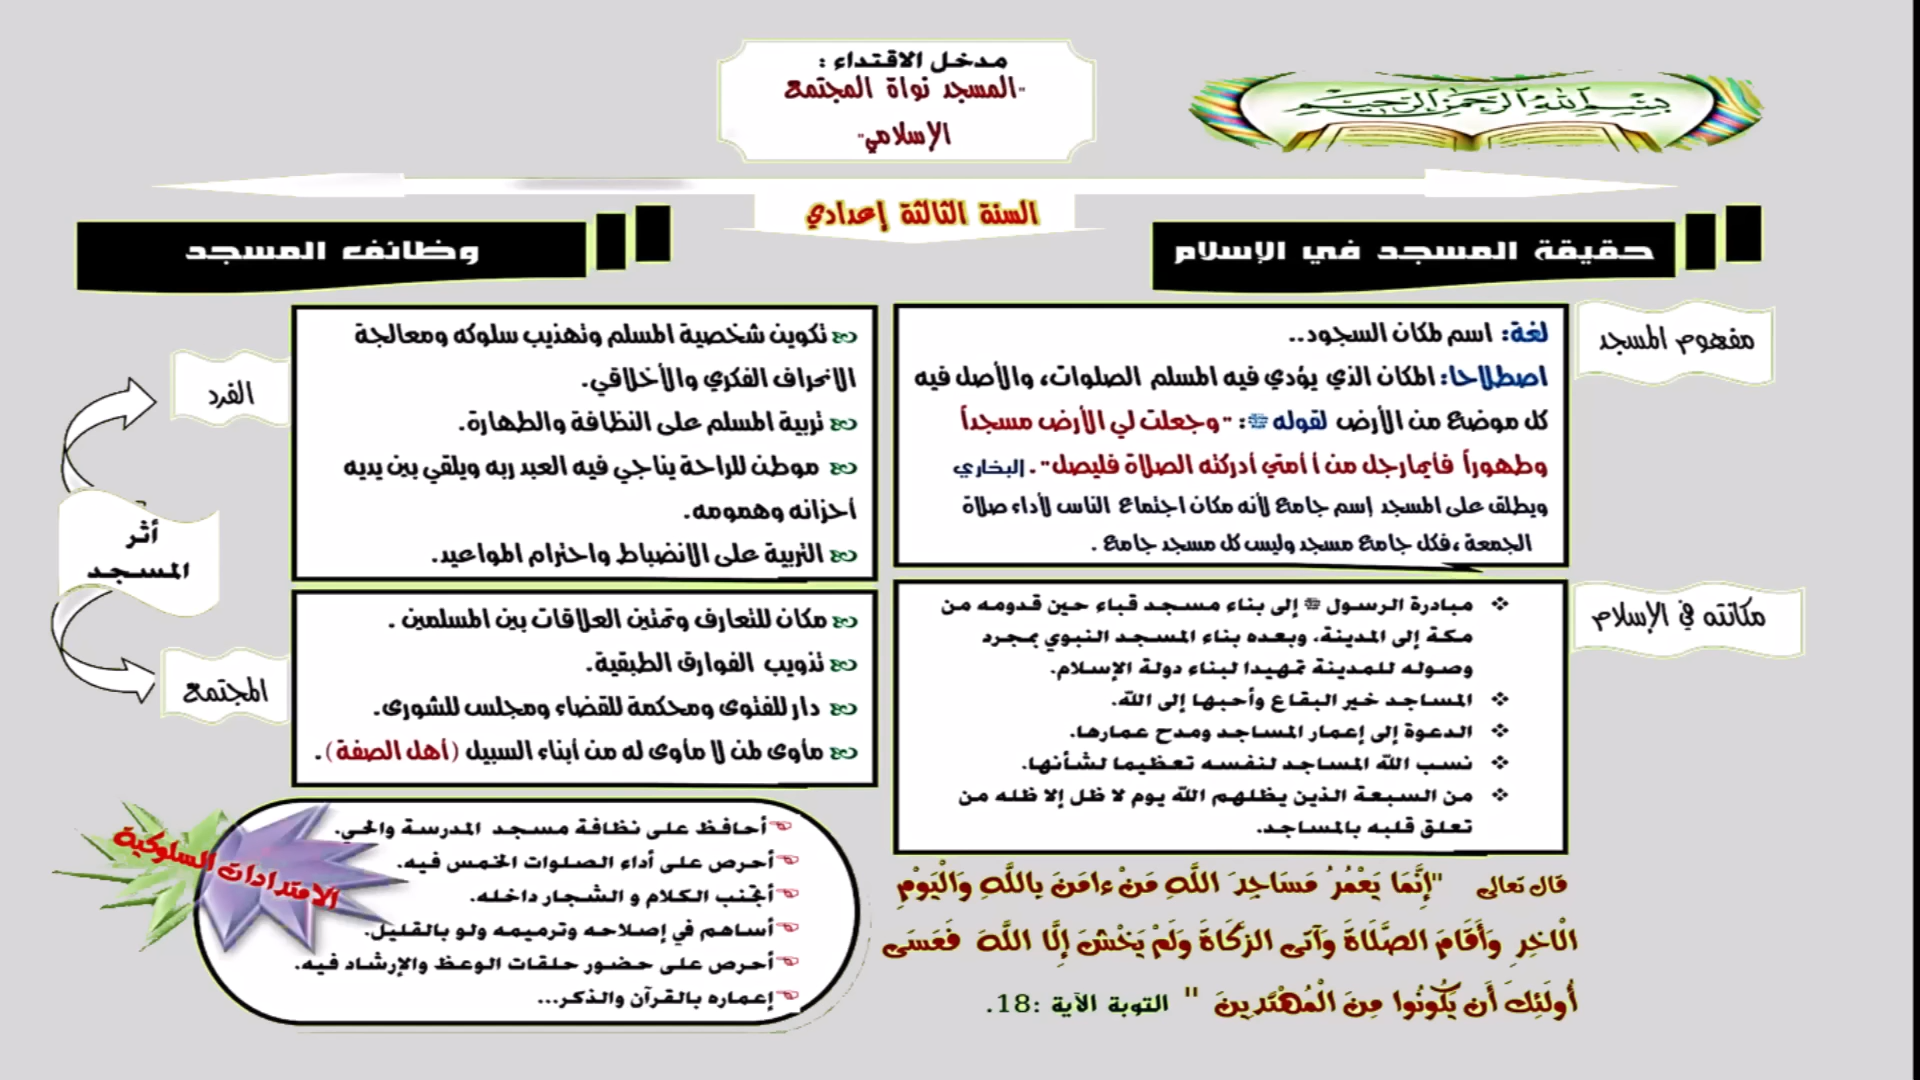 بِسْمِ اللَّهِ الرَّحْمَٰنِ الرَّحِيمِ
مدخل الاقتداء :
"المسجد نواة المجتمع
الإسلامي"
السنة الثالثة إعدادي
حقيقة المسجد في الإسلام
مفهوم المسجد
لغة: اسم لمكان السجود..
اصطلاحا: المكان الذي يؤدي فيه المسلم الصلوات، والأصل فيه
كل موضع من الأرض لقوله ﷺ: "وجعلت لي الأرض مسجداً
وطهوراً فأيمارجل من أ أمتي أدركته الصلاة فليصل". البخاري
ويطلق على المسجد إسم جامع لأنه مكان اجتماع الناس لأداء صلاة
الجمعة ،فكل جامع مسجد وليس كل مسجد جامع .
مكانته في الإسلام
❖ مبادرة الرسول ﷺ إلى بناء مسجد قباء حين قدومه من
مكة إلى المدينة، وبعده بناء المسجد النبوي بمجرد
وصوله للمدينة تمهيدا لبناء دولة الإسلام.
❖ المساجد خير البقاع وأحبها إلى الله.
❖ الدعوة إلى إعمار المساجد ومدح عمارها.
❖ نسب الله المساجد لنفسه تعظيما لشأنها.
❖ من السبعة الذين يظلهم الله يوم لا ظل إلا ظله من
تعلق قلبه بالمساجد.
قال تعالى "إِنَّمَا يَعْمُرُ مَسَاجِدَ اللَّهِ مَنْ ءامَنَ بِاللَّهِ وَالْيَوْمِ
الْآخِرِ وَأَقَامَ الصَّلَاةَ وَآتَى الزَّكَاةَ وَلَمْ يَخْشَ إِلَّا اللَّهَ فَعَسَى
أُولَئِكَ أَن يَكُونُوا مِنَ الْمُهْتَدِينَ " التوبة الآية :18.
وظائف المسجد
أثر
المسجد
الفرد
تكوين شخصية المسلم وتهذيب سلوكه ومعالجة
الانحراف الفكري والأخلاقي.
تربية المسلم على النظافة والطهارة.
موطن للراحة يناجي فيه العبد ربه ويلقي بين يديه
أحزانه وهمومه.
التربية على الانضباط واحترام المواعيد.
المجتمع
مكان للتعارف وتمتين العلاقات بين المسلمين .
تذويب الفوارق الطبقية.
دار للفتوى ومحكمة للقضاء ومجلس للشورى.
مأوى لمن لا مأوى له من أبناء السبيل (أهل الصفة).
الامتدادات السلوكية
أحافظ على نظافة مسجد المدرسة والحي.
أحرص على أداء الصلوات الخمس فيه.
أتجنب الكلام و الشجار داخله.
أساهم في إصلاحه وترميمه ولو بالقليل.
أحرص على حضور حلقات الوعظ والإرشاد فيه.
إعماره بالقرآن والذكر...